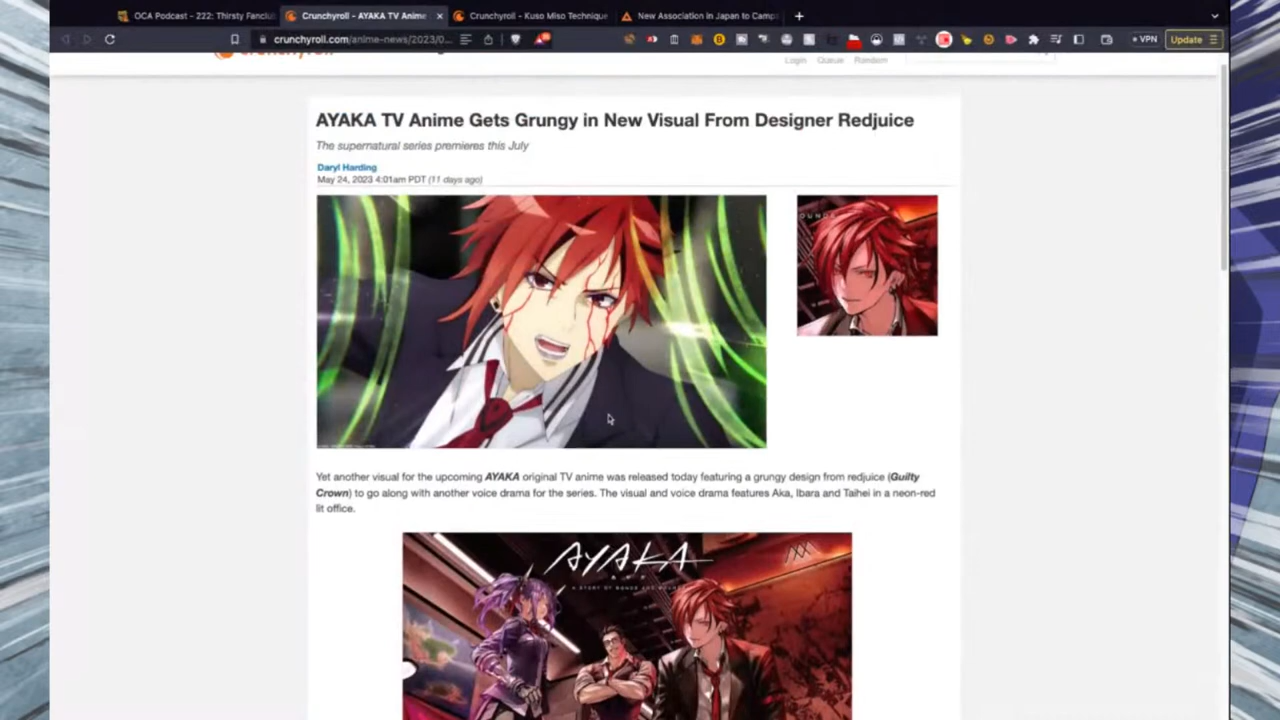 OCA Podcast - 222: Thirsty Fanclu
Crunchyroll - AYAKA TV Anime
Crunchyroll - Kuso Miso Technique
New Association in Japan to Camp
crunchyroll.com/anime-news/2023/0...
VPN
Update
Login
Queue
Random
AYAKA TV Anime Gets Grungy in New Visual From Designer Redjuice
The supernatural series premieres this July
Daryl Harding
May 24, 2023 4:01am PDT (11 days ago)
Yet another visual for the upcoming AYAKA original TV anime was released today featuring a grungy design from redjuice (Guilty
Crown) to go along with another voice drama for the series. The visual and voice drama features Aka, Ibara and Taihei in a neon-red
lit office.
AYAKA